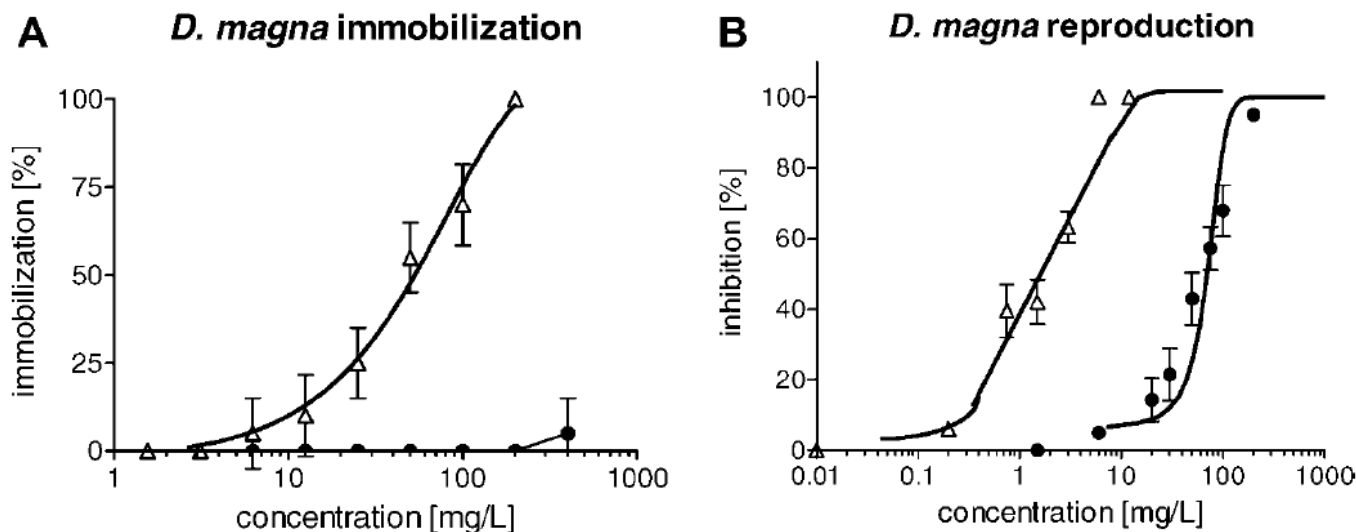 A
D. magna immobilization
immobilization [%]
100
75
50
25
0
1
10
100
1000
concentration [mg/L]
B
D. magna reproduction
inhibition [%]
100
80
60
40
20
0
0.01
0.1
1
10
100
1000
concentration [mg/L]